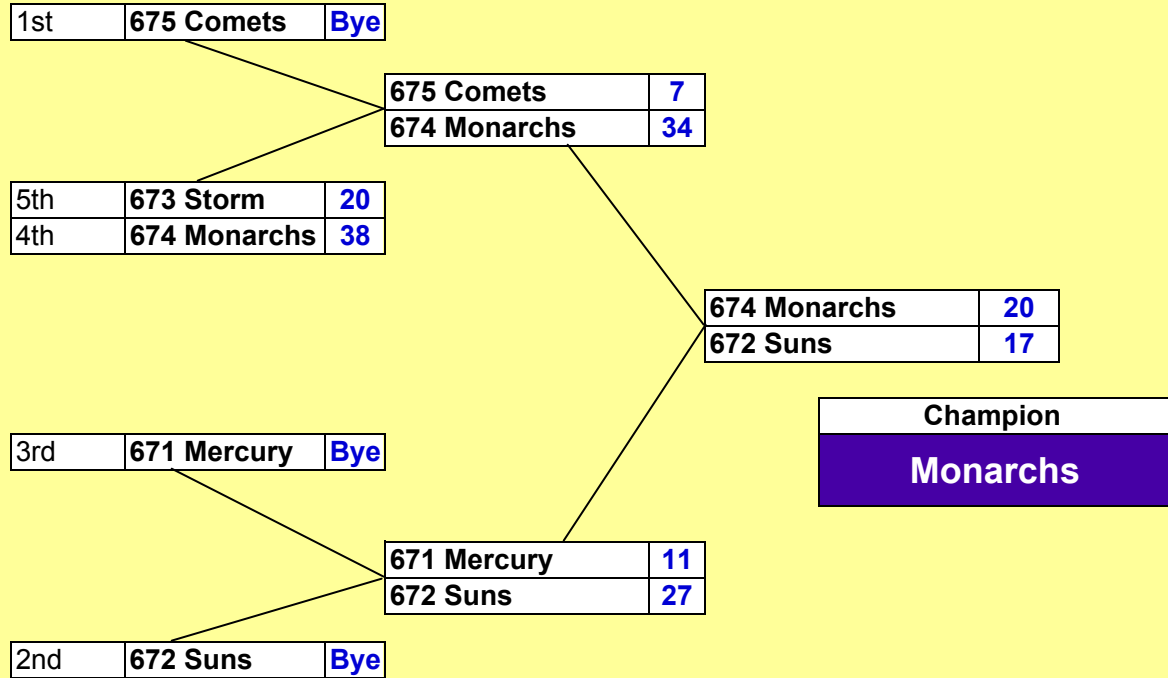 1st 675 Comets Bye
675 Comets 7
674 Monarchs 34
5th 673 Storm 20
4th 674 Monarchs 38
674 Monarchs 20
672 Suns 17
Champion
Monarchs
3rd 671 Mercury Bye
671 Mercury 11
672 Suns 27
2nd 672 Suns Bye